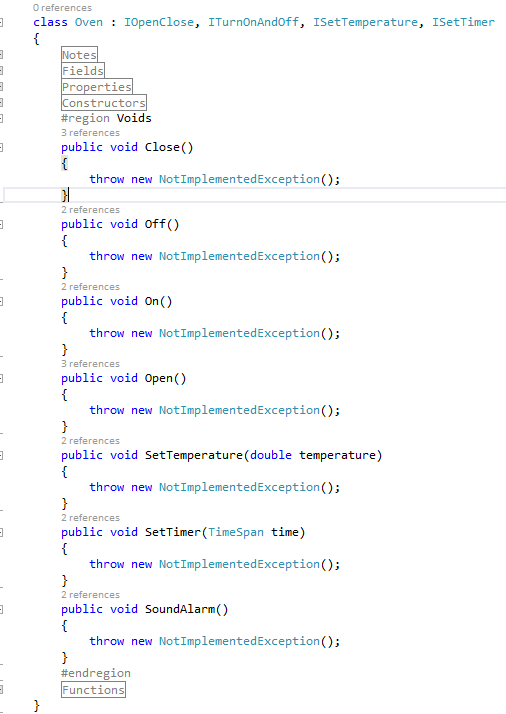 0 references
class Oven : IOpenClose, ITurnOnAndOff, ISetTemperature, ISetTimer
{
Notes
Fields
Properties
Constructors
#region Voids
3 references
public void Close()
{
throw new NotImplementedException();
}
2 references
public void Off()
{
throw new NotImplementedException();
}
2 references
public void On()
{
throw new NotImplementedException();
}
3 references
public void Open()
{
throw new NotImplementedException();
}
2 references
public void SetTemperature(double temperature)
{
throw new NotImplementedException();
}
2 references
public void SetTimer(TimeSpan time)
{
throw new NotImplementedException();
}
2 references
public void SoundAlarm()
{
throw new NotImplementedException();
}
#endregion
Functions
}